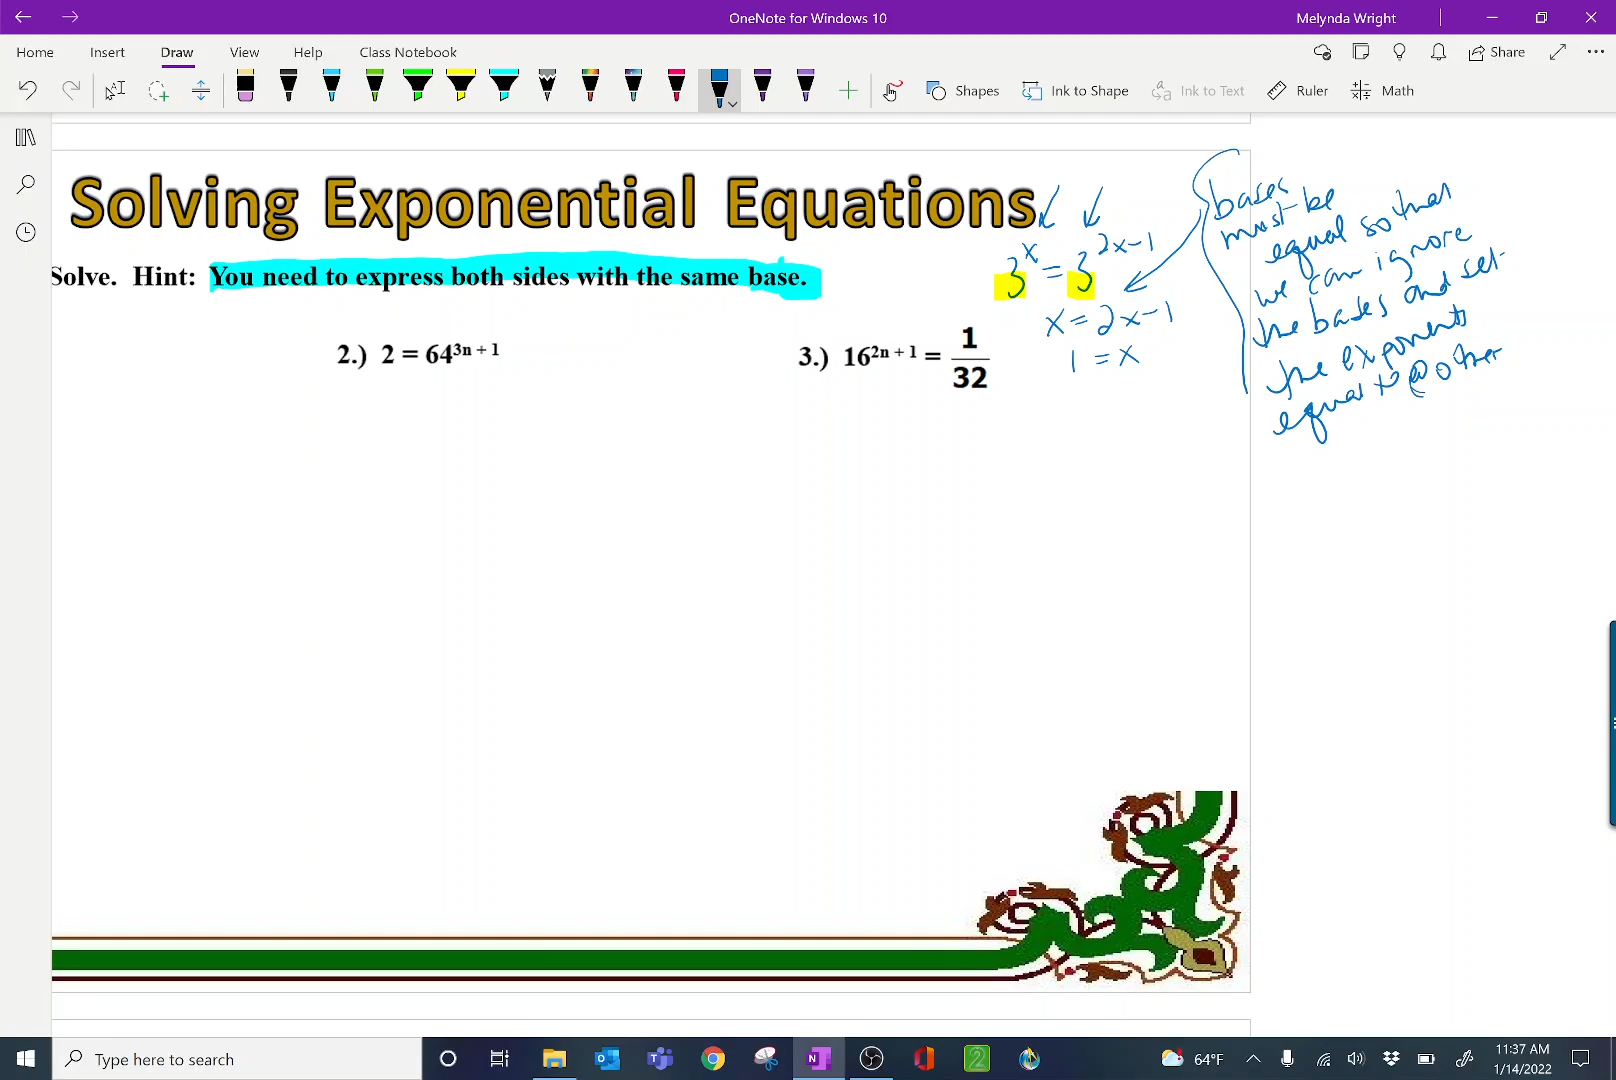 OneNote for Windows 10
Melynda Wright
Home Insert Draw View Help Class Notebook
Share
Shapes Ink to Shape Ink to Text Ruler Math
Solving Exponential Equations
Solve. Hint: You need to express both sides with the same base.
2.) 2 = 64^{3n + 1}
3.) 16^{2n + 1} = 1/32
3^x = 3^{2x-1}
x = 2x-1
1 = x
bases
must be
equal so that
we can ignore
the bases and set
the exponents
equal to @ other
Type here to search
64°F
11:37 AM
1/14/2022